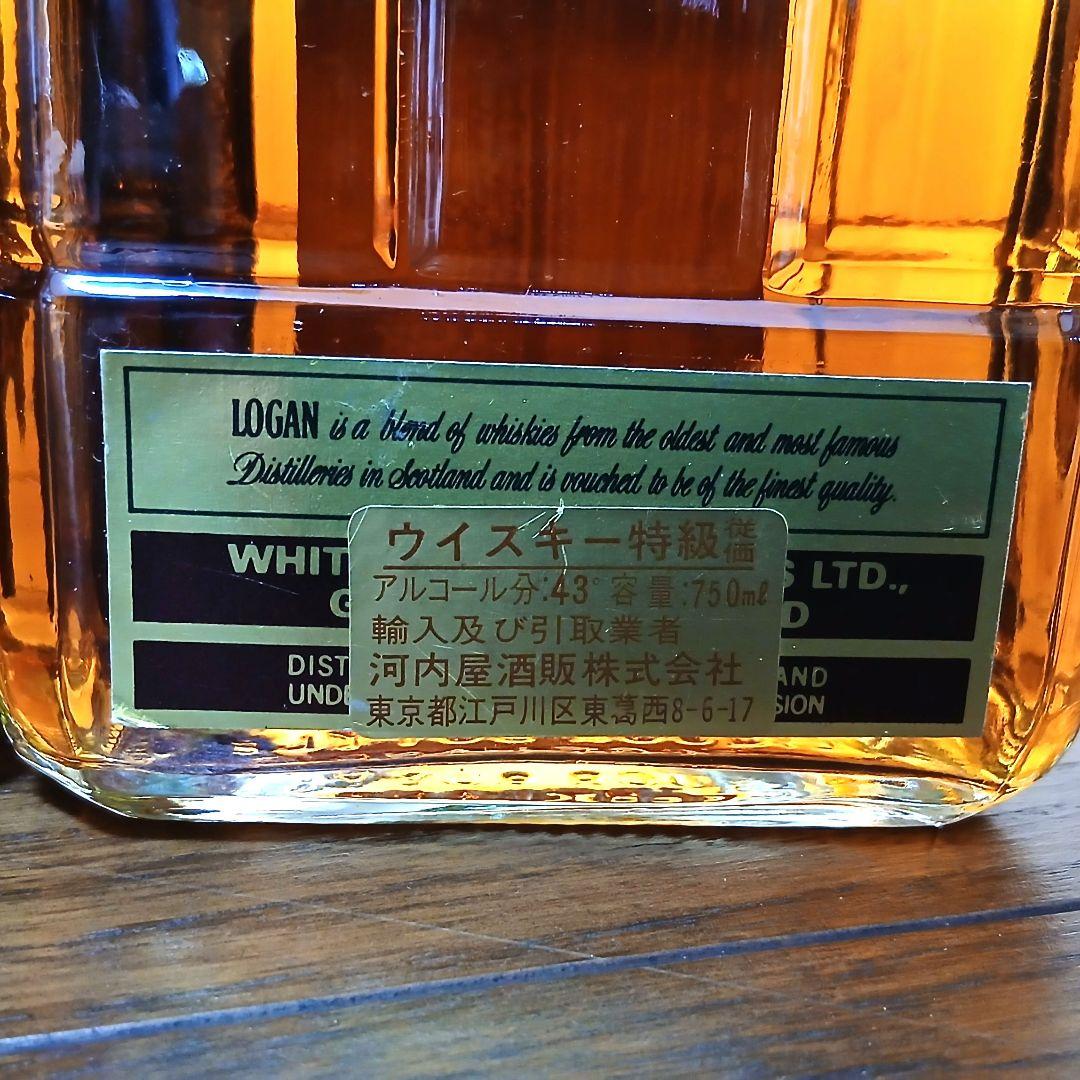 LOGAN is a blend of whiskies from the oldest and most famous
Distilleries in Scotland and is vouched to be of the finest quality.
ウイスキー特級 従価
アルコール分:43° 容量:750ml
輸入及び引取業者
河内屋酒販株式会社
東京都江戸川区東葛西8-6-17
WHIT S LTD.,
G D
DIST AND
UNDE SION